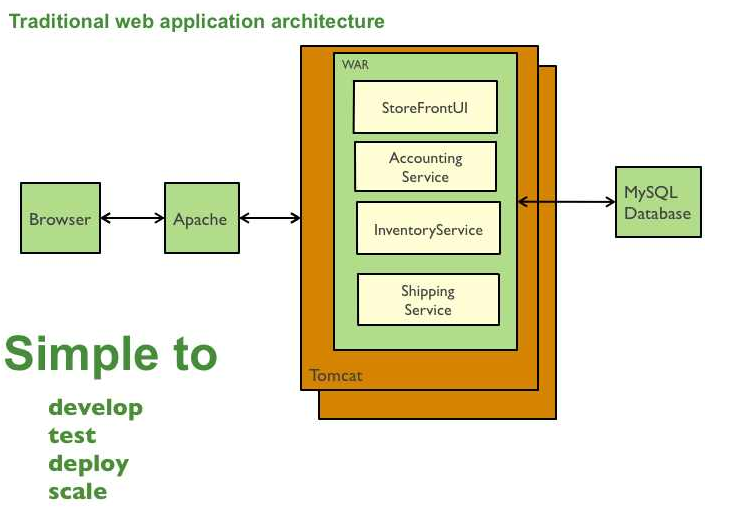 Traditional web application architecture
WAR
StoreFrontUI
Accounting
Service
InventoryService
Shipping
Service
Tomcat
Browser
Apache
MySQL
Database
Simple to
develop
test
deploy
scale